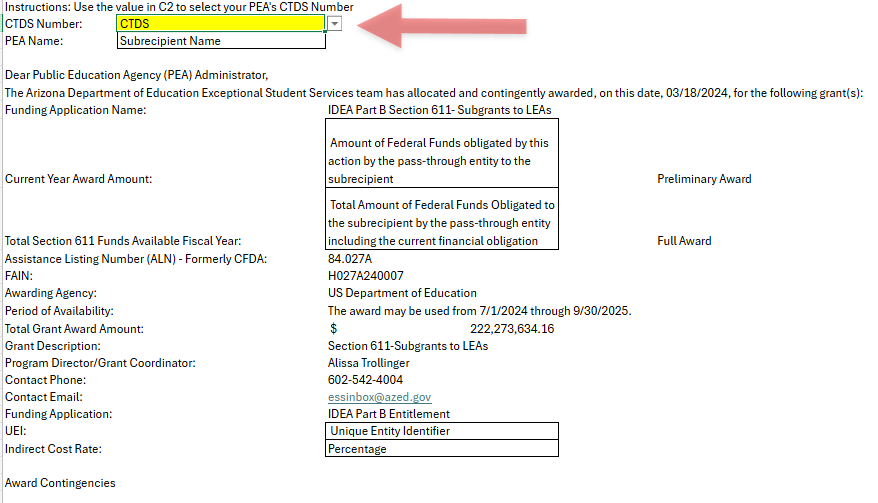 Instructions: Use the value in C2 to select your PEA's CTDS Number
CTDS Number: CTDS
PEA Name: Subrecipient Name
Dear Public Education Agency (PEA) Administrator,
The Arizona Department of Education Exceptional Student Services team has allocated and contingently awarded, on this date, 03/18/2024, for the following grant(s):
Funding Application Name: IDEA Part B Section 611- Subgrants to LEAs
Amount of Federal Funds obligated by this
action by the pass-through entity to the
Current Year Award Amount: subrecipient Preliminary Award
Total Amount of Federal Funds Obligated to
the subrecipient by the pass-through entity
Total Section 611 Funds Available Fiscal Year: including the current financial obligation Full Award
Assistance Listing Number (ALN) - Formerly CFDA: 84.027A
FAIN: H027A240007
Awarding Agency: US Department of Education
Period of Availability: The award may be used from 7/1/2024 through 9/30/2025.
Total Grant Award Amount: $ 222,273,634.16
Grant Description: Section 611-Subgrants to LEAs
Program Director/Grant Coordinator: Alissa Trollinger
Contact Phone: 602-542-4004
Contact Email: essinbox@azed.gov
Funding Application: IDEA Part B Entitlement
UEI: Unique Entity Identifier
Indirect Cost Rate: Percentage
Award Contingencies